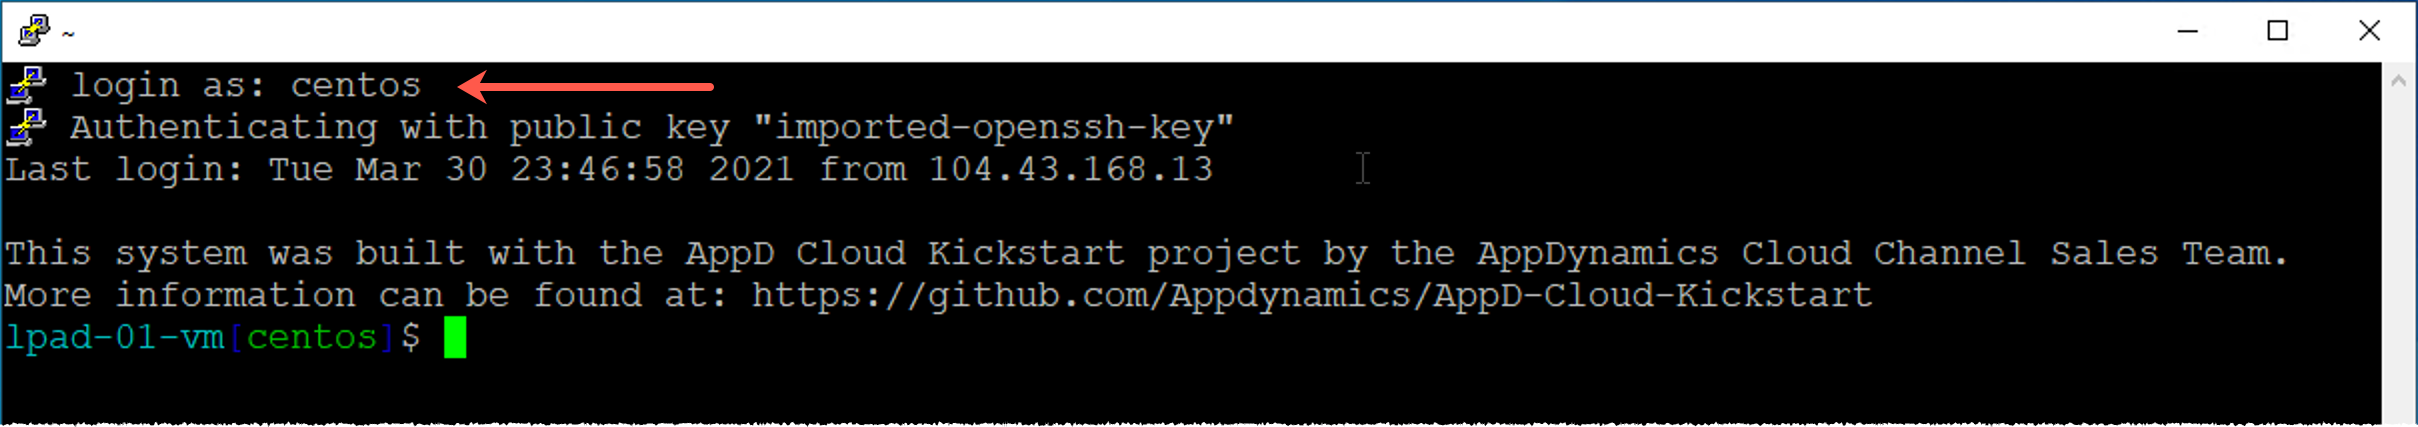 ~
login as: centos
Authenticating with public key "imported-openssh-key"
Last login: Tue Mar 30 23:46:58 2021 from 104.43.168.13
This system was built with the AppD Cloud Kickstart project by the AppDynamics Cloud Channel Sales Team.
More information can be found at: https://github.com/Appdynamics/AppD-Cloud-Kickstart
lpad-01-vm[centos]$